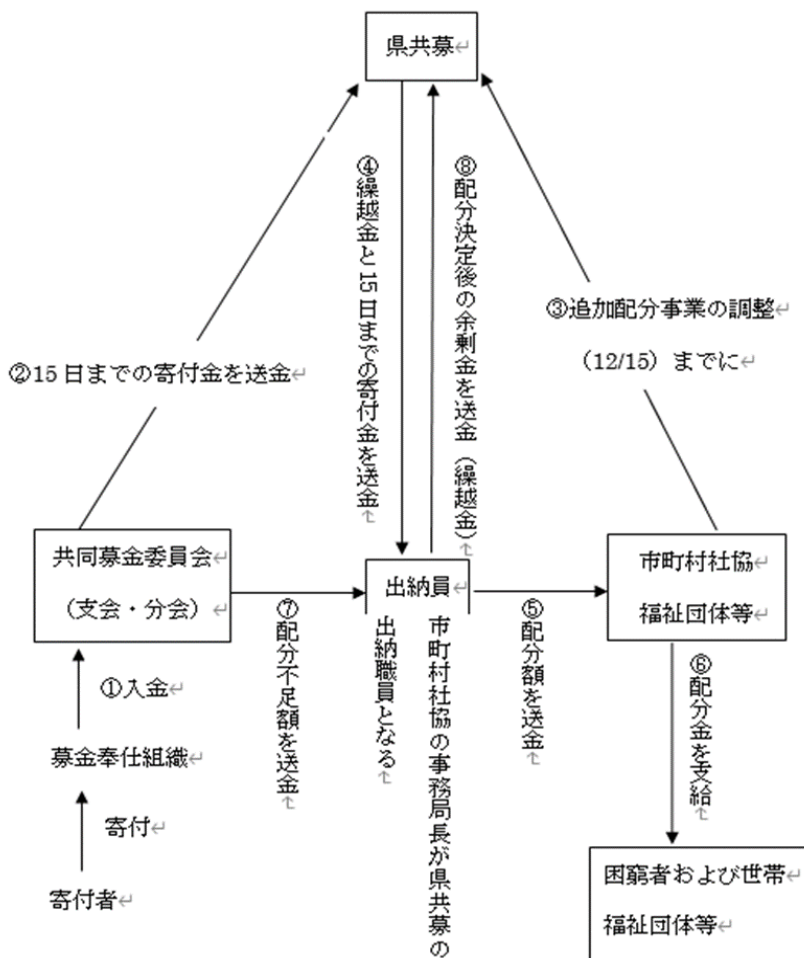 県共募
④繰越金と15日までの寄付金を送金
⑧配分決定後の余剰金を送金（繰越金）
③追加配分事業の調整
（12/15）までに
②15日までの寄付金を送金
共同募金委員会
（支会・分会）
出納員
市町村社協
福祉団体等
①入金
⑦配分不足額を送金
市町村社協の事務局長が県共募の
出納職員となる
⑤配分額を送金
⑥配分金を支給
募金奉仕組織
寄付
寄付者
困窮者および世帯
福祉団体等